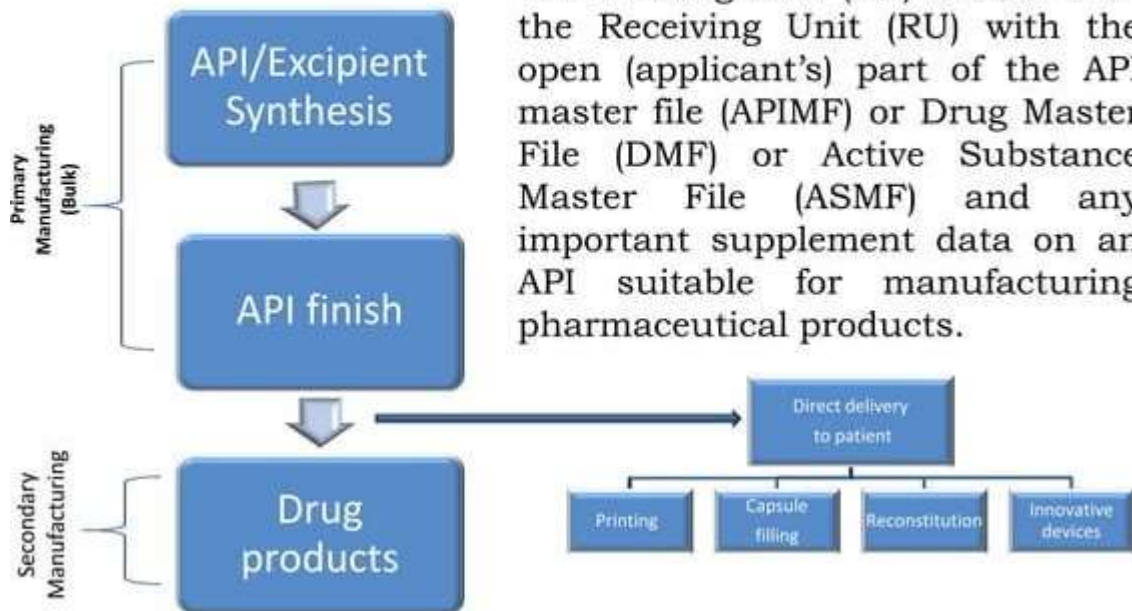 the Receiving Unit (RU) with the
open (applicant's) part of the API
master file (APIMF) or Drug Master
File (DMF) or Active Substance
Master File (ASMF) and any
important supplement data on an
API suitable for manufacturing
pharmaceutical products.
Primary
Manufacturing
(Bulk)
API/Excipient
Synthesis
API finish
Secondary
Manufacturing
Drug
products
Direct delivery
to patient
Printing
Capsule
filling
Reconstitution
Innovative
devices